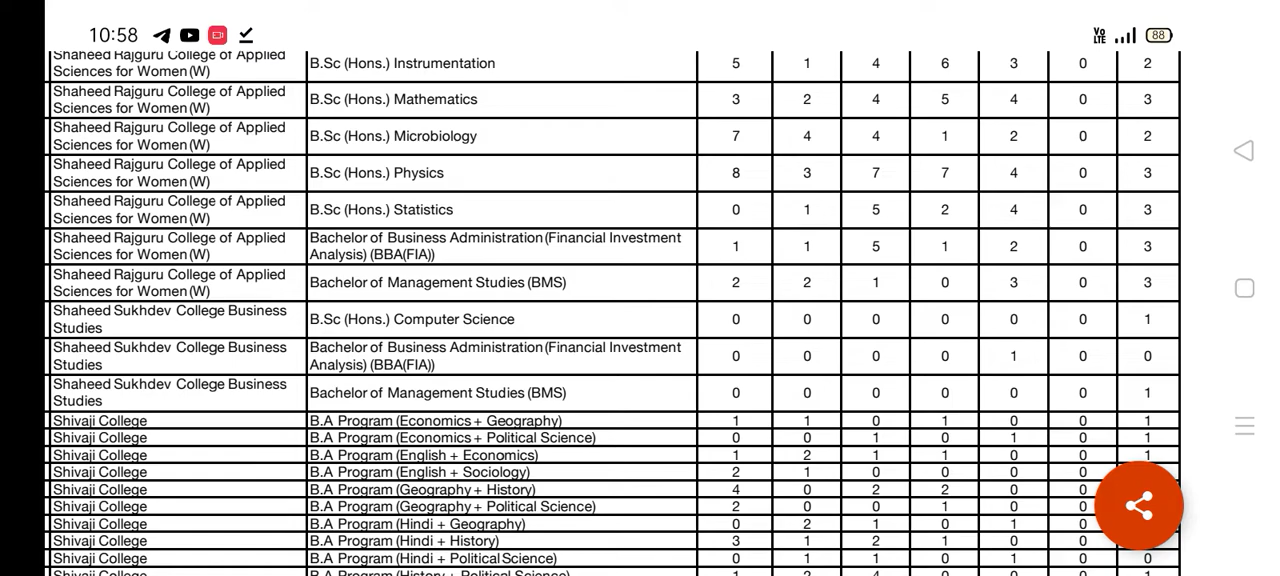 10:58 Vo LTE 88
Shaheed Rajguru College of Applied
Sciences for Women (W) B.Sc (Hons.) Instrumentation 5 1 4 6 3 0 2
Shaheed Rajguru College of Applied
Sciences for Women (W) B.Sc (Hons.) Mathematics 3 2 4 5 4 0 3
Shaheed Rajguru College of Applied
Sciences for Women (W) B.Sc (Hons.) Microbiology 7 4 4 1 2 0 2
Shaheed Rajguru College of Applied
Sciences for Women (W) B.Sc (Hons.) Physics 8 3 7 7 4 0 3
Shaheed Rajguru College of Applied
Sciences for Women (W) B.Sc (Hons.) Statistics 0 1 5 2 4 0 3
Shaheed Rajguru College of Applied Bachelor of Business Administration (Financial Investment
Sciences for Women (W) Analysis) (BBA(FIA)) 1 1 5 1 2 0 3
Shaheed Rajguru College of Applied
Sciences for Women (W) Bachelor of Management Studies (BMS) 2 2 1 0 3 0 3
Shaheed Sukhdev College Business
Studies B.Sc (Hons.) Computer Science 0 0 0 0 0 0 1
Shaheed Sukhdev College Business Bachelor of Business Administration (Financial Investment
Studies Analysis) (BBA(FIA)) 0 0 0 0 1 0 0
Shaheed Sukhdev College Business
Studies Bachelor of Management Studies (BMS) 0 0 0 0 0 0 1
Shivaji College B.A Program (Economics + Geography) 1 1 0 1 0 0 1
Shivaji College B.A Program (Economics + Political Science) 0 0 1 0 1 0 1
Shivaji College B.A Program (English + Economics) 1 2 1 1 0 0 1
Shivaji College B.A Program (English + Sociology) 2 1 0 0 0 0
Shivaji College B.A Program (Geography + History) 4 0 2 2 0 0
Shivaji College B.A Program (Geography + Political Science) 2 0 0 1 0 0
Shivaji College B.A Program (Hindi + Geography) 0 2 1 0 1 0
Shivaji College B.A Program (Hindi + History) 3 1 2 1 0 0
Shivaji College B.A Program (Hindi + Political Science) 0 1 1 0 1 0 0
Shivaji College B.A Program (History + Political Science) 1 2 4 0 0 0 1